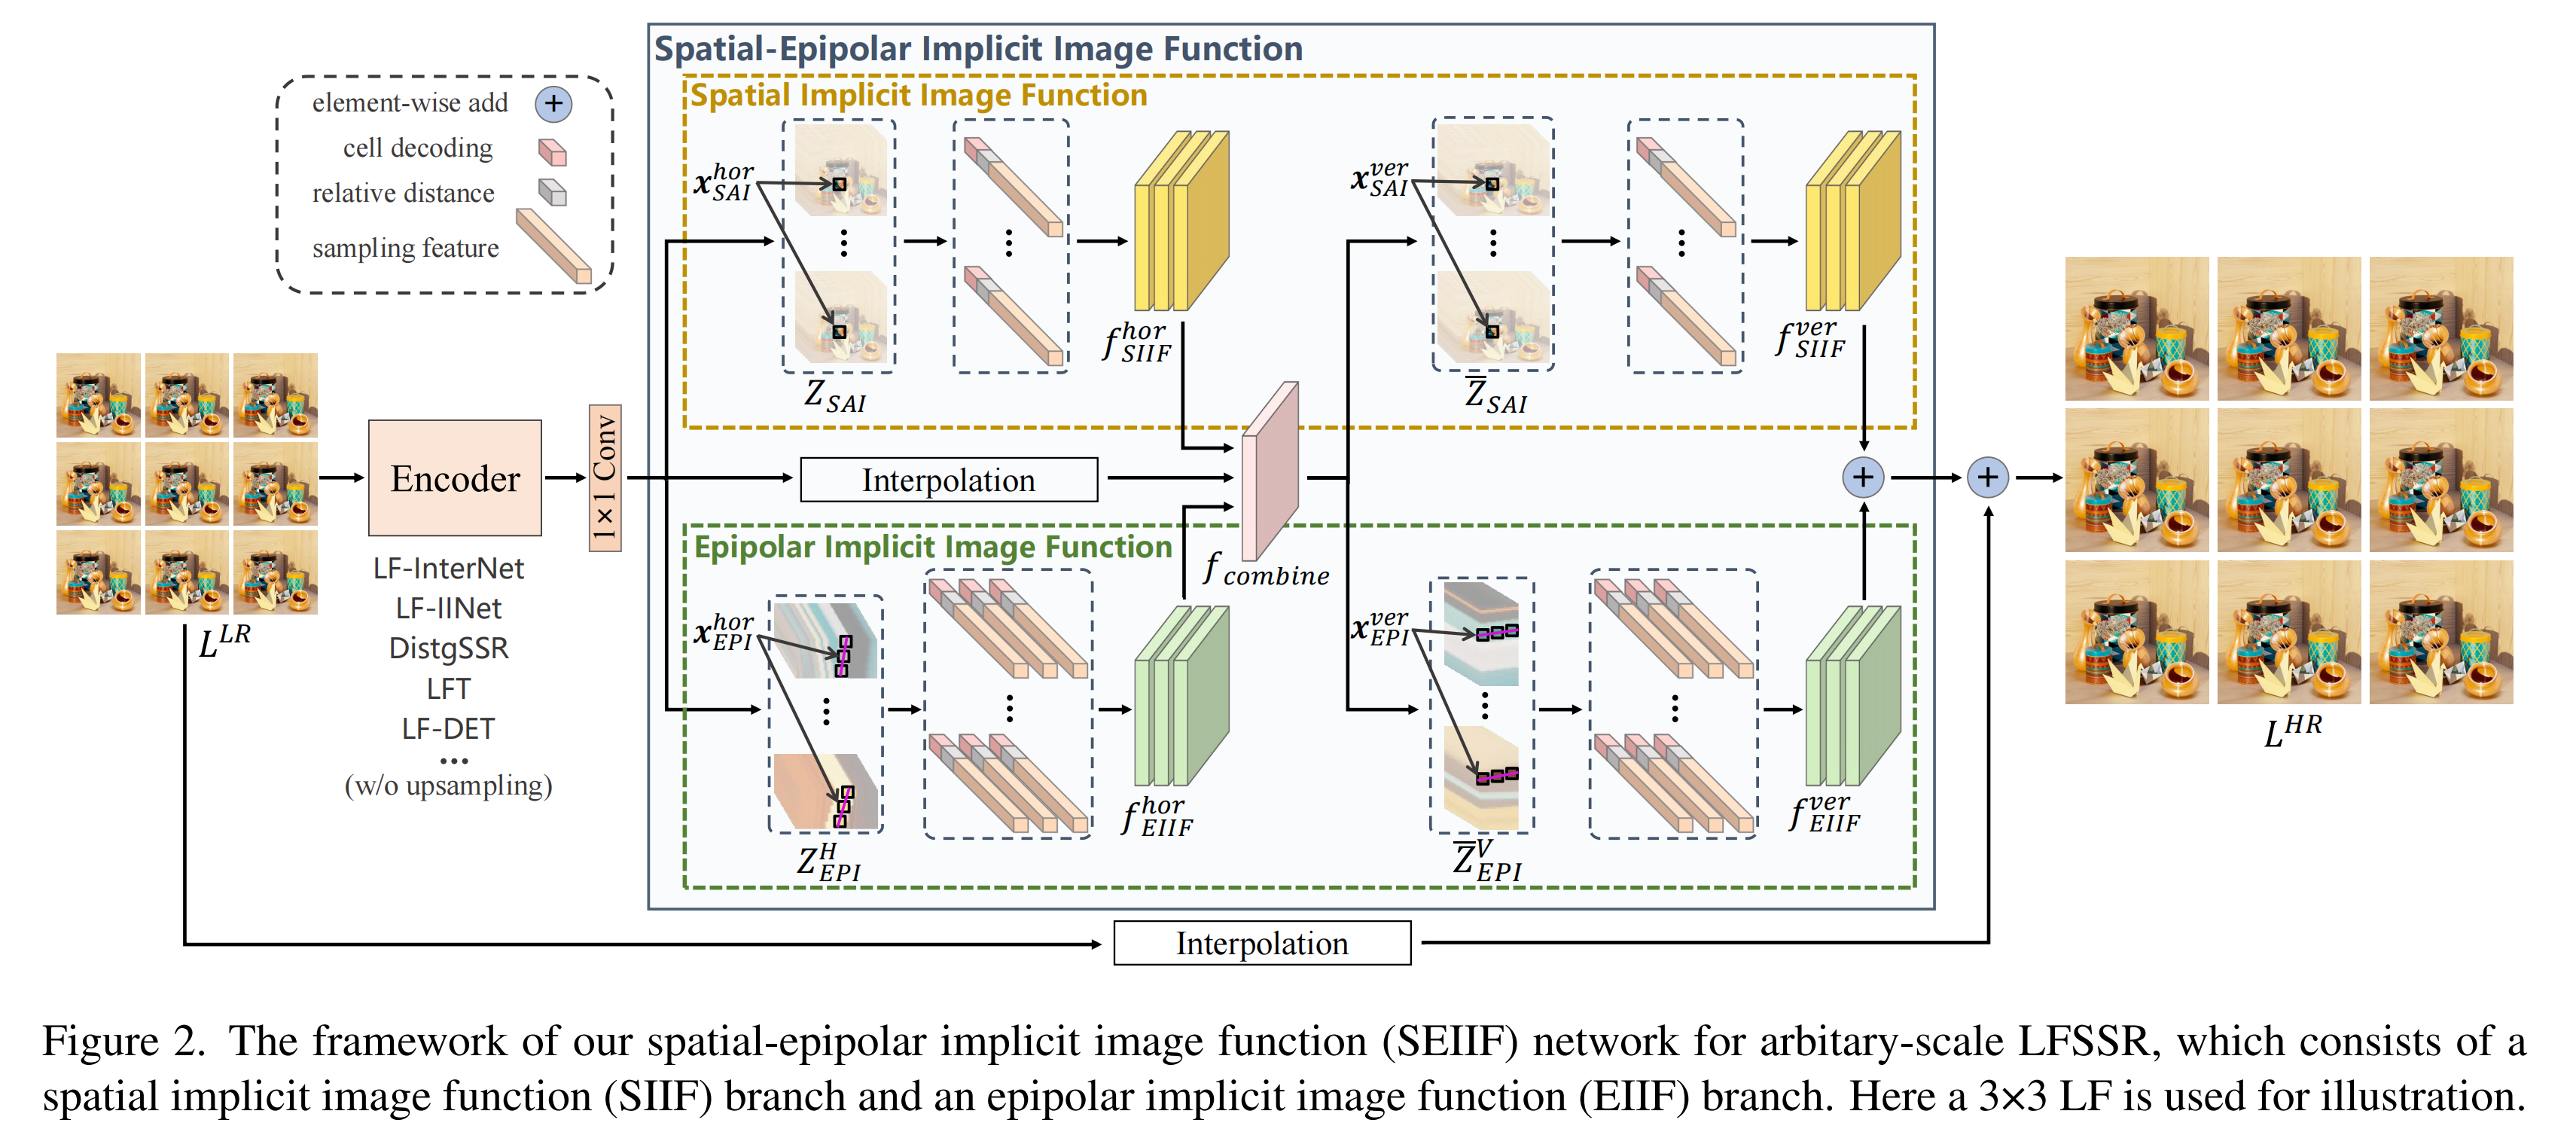 Spatial-Epipolar Implicit Image Function
Spatial Implicit Image Function
element-wise add
+
cell decoding
relative distance
sampling feature
x_{SAI}^{hor}
Z_{SAI}
f_{SIIF}^{hor}
x_{SAI}^{ver}
\overline{Z}_{SAI}
f_{SIIF}^{ver}
L^{LR}
Encoder
LF-InterNet
LF-IINet
DistgSSR
LFT
LF-DET
...
(w/o upsampling)
1×1 Conv
Interpolation
f_{combine}
+
+
L^{HR}
Epipolar Implicit Image Function
x_{EPI}^{hor}
Z_{EPI}^{H}
f_{EIIF}^{hor}
x_{EPI}^{ver}
\overline{Z}_{EPI}^{V}
f_{EIIF}^{ver}
Interpolation
Figure 2. The framework of our spatial-epipolar implicit image function (SEIIF) network for arbitary-scale LFSSR, which consists of a
spatial implicit image function (SIIF) branch and an epipolar implicit image function (EIIF) branch. Here a 3×3 LF is used for illustration.